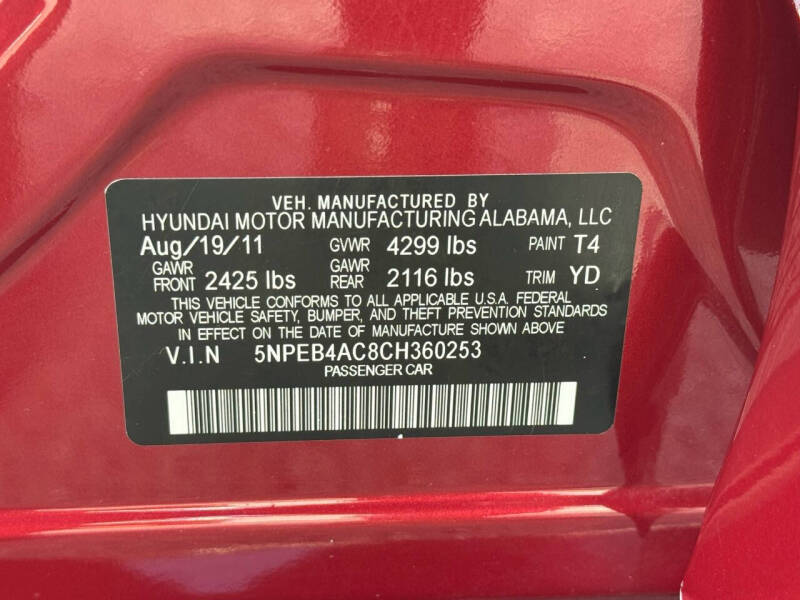 VEH. MANUFACTURED BY
HYUNDAI MOTOR MANUFACTURING ALABAMA, LLC
Aug/19/11 GVWR 4299 lbs PAINT T4
GAWR FRONT 2425 lbs GAWR REAR 2116 lbs TRIM YD
THIS VEHICLE CONFORMS TO ALL APPLICABLE U.S.A. FEDERAL
MOTOR VEHICLE SAFETY, BUMPER, AND THEFT PREVENTION STANDARDS
IN EFFECT ON THE DATE OF MANUFACTURE SHOWN ABOVE
V.I.N 5NPEB4AC8CH360253
PASSENGER CAR